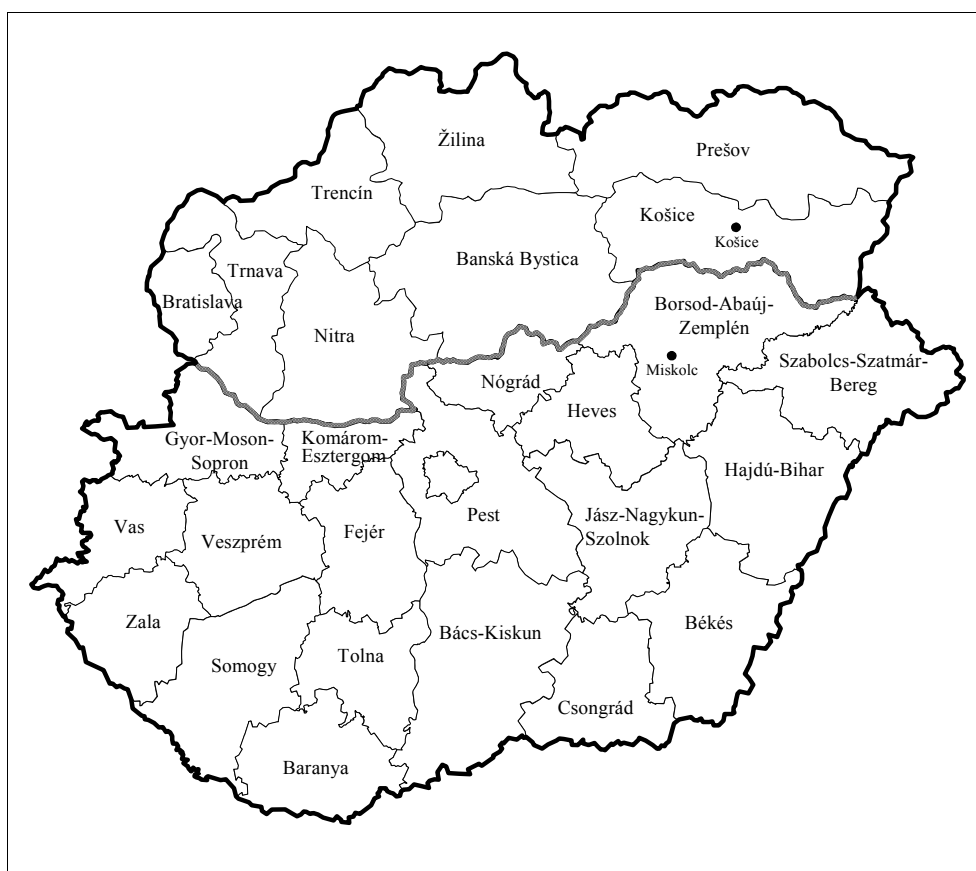 Žilina
Prešov
Trencín
Košice
Košice
Banská Bystica
Trnava
Bratislava
Nitra
Borsod-Abaúj-
Zemplén
Miskolc
Szabolcs-Szatmár-
Bereg
Nógrád
Heves
Gyor-Moson-
Sopron
Komárom-
Esztergom
Hajdú-Bihar
Pest
Jász-Nagykun-
Szolnok
Vas
Veszprém
Fejér
Zala
Somogy
Tolna
Bács-Kiskun
Békés
Csongrád
Baranya